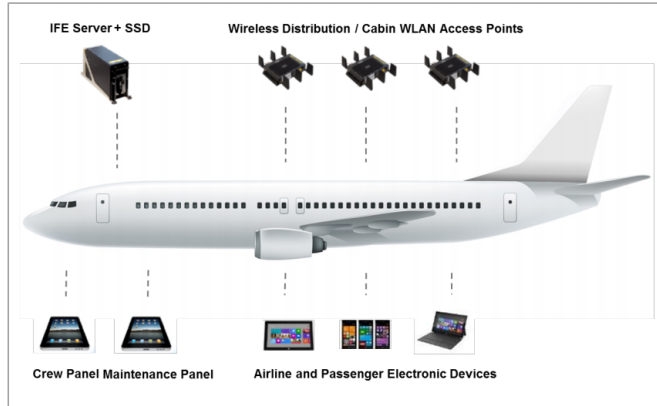 IFE Server + SSD
Wireless Distribution / Cabin WLAN Access Points
Crew Panel
Maintenance Panel
Airline and Passenger Electronic Devices